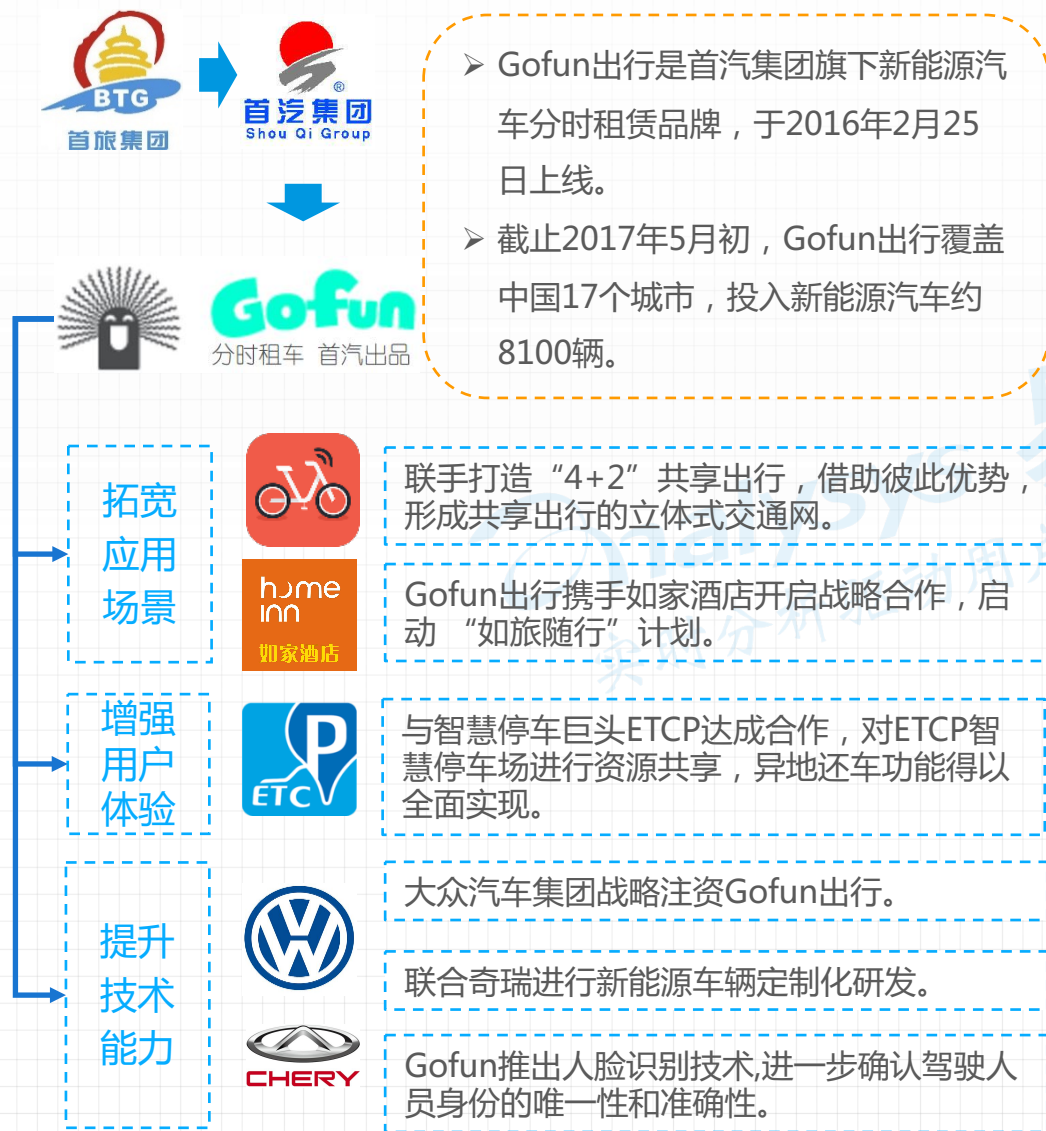 BTG
首旅集团
®
首汽集团
Shou Qi Group
➢ Gofun出行是首汽集团旗下新能源汽
车分时租赁品牌，于2016年2月25
日上线。
➢ 截止2017年5月初，Gofun出行覆盖
中国17个城市，投入新能源汽车约
8100辆。
Gofun
分时租车 首汽出品
拓宽
应用
场景
联手打造“4+2”共享出行，借助彼此优势，
形成共享出行的立体式交通网。
home
inn
如家酒店
Gofun出行携手如家酒店开启战略合作，启
动 “如旅随行”计划。
增强
用户
体验
P
ETC
与智慧停车巨头ETCP达成合作，对ETCP智
慧停车场进行资源共享，异地还车功能得以
全面实现。
提升
技术
能力
VW
大众汽车集团战略注资Gofun出行。
联合奇瑞进行新能源车辆定制化研发。
CHERY
Gofun推出人脸识别技术,进一步确认驾驶人
员身份的唯一性和准确性。
analysys
实时分析驱动用户